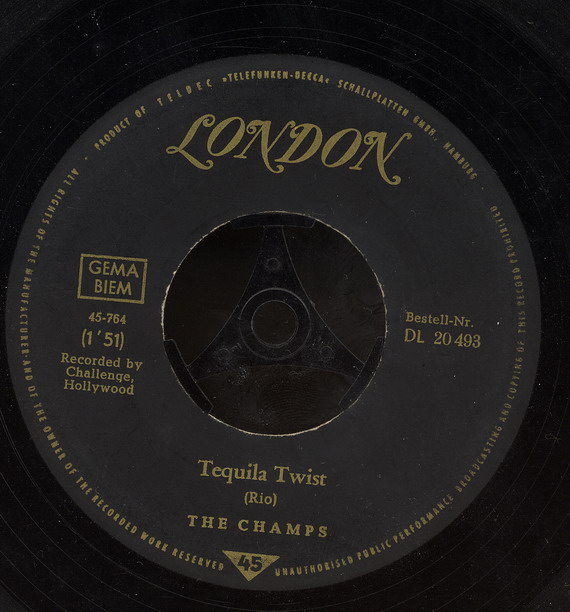 ALL RIGHTS OF THE MANUFACTURER AND OF THE OWNER OF THE RECORDED WORK RESERVED
• PRODUCT OF TELDEC »TELEFUNKEN-DECCA« SCHALLPLATTEN GMBH • HAMBURG •
UNAUTHORISED PUBLIC PERFORMANCE BROADCASTING AND COPYING OF THIS RECORD PROHIBITED
LONDON
GEMA
BIEM
45-764
(1'51)
Recorded by
Challenge,
Hollywood
Bestell-Nr.
DL 20 493
Tequila Twist
(Rio)
THE CHAMPS
45